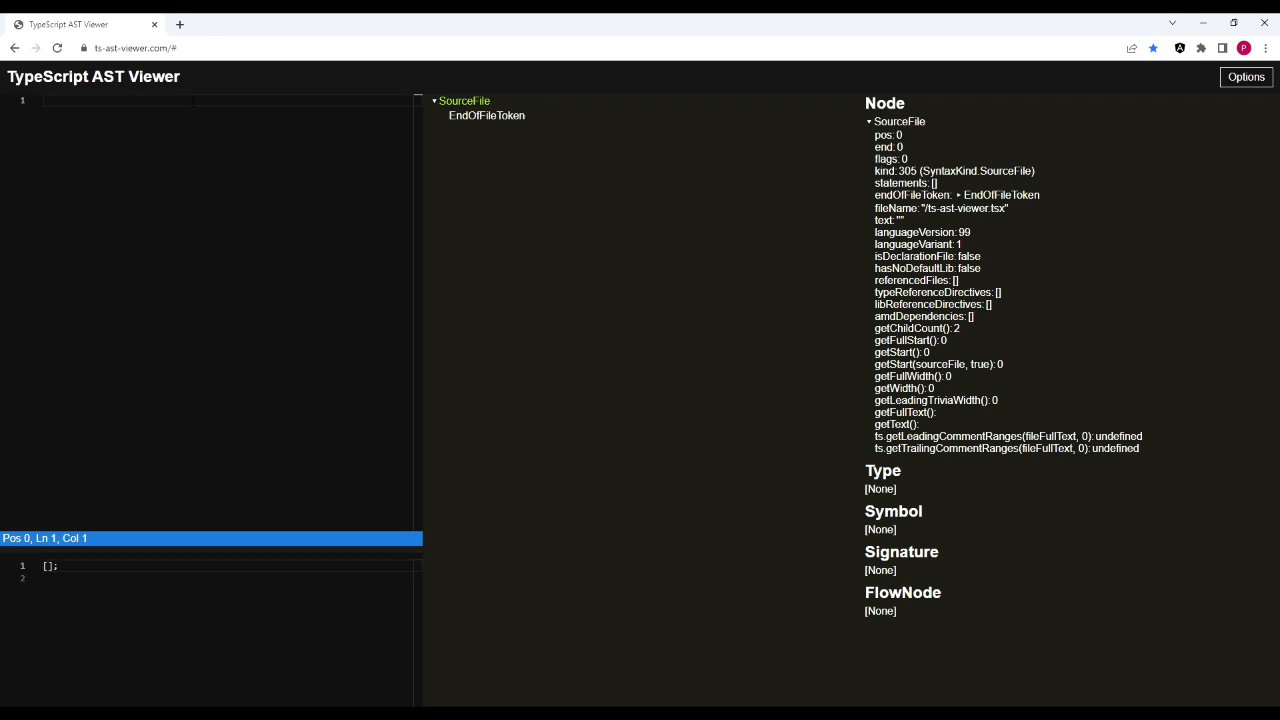 TypeScript AST Viewer
ts-ast-viewer.com/#
P
TypeScript AST Viewer
Options
1
Pos 0, Ln 1, Col 1
1 [];
2
▾ SourceFile
EndOfFileToken
Node
▾ SourceFile
pos: 0
end: 0
flags: 0
kind: 305 (SyntaxKind.SourceFile)
statements: []
endOfFileToken: ▸ EndOfFileToken
fileName: "/ts-ast-viewer.tsx"
text: ""
languageVersion: 99
languageVariant: 1
isDeclarationFile: false
hasNoDefaultLib: false
referencedFiles: []
typeReferenceDirectives: []
libReferenceDirectives: []
amdDependencies: []
getChildCount(): 2
getFullStart(): 0
getStart(): 0
getStart(sourceFile, true): 0
getFullWidth(): 0
getWidth(): 0
getLeadingTriviaWidth(): 0
getFullText():
getText():
ts.getLeadingCommentRanges(fileFullText, 0): undefined
ts.getTrailingCommentRanges(fileFullText, 0): undefined
Type
[None]
Symbol
[None]
Signature
[None]
FlowNode
[None]